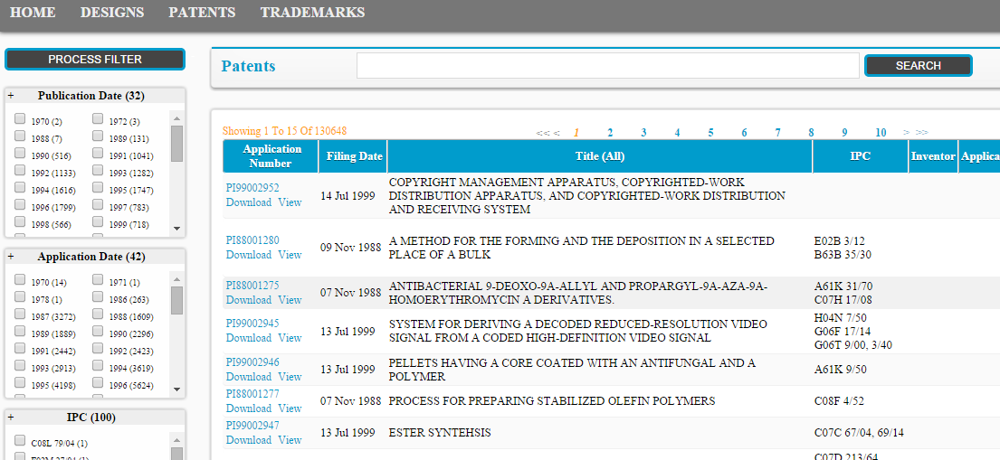 HOME DESIGNS PATENTS TRADEMARKS
PROCESS FILTER
+ Publication Date (32)
1970 (2) 1972 (3)
1988 (7) 1989 (131)
1990 (516) 1991 (1041)
1992 (1133) 1993 (1282)
1994 (1616) 1995 (1747)
1996 (1799) 1997 (783)
1998 (566) 1999 (718)
+ Application Date (42)
1970 (14) 1971 (1)
1978 (1) 1986 (263)
1987 (3272) 1988 (1609)
1989 (1889) 1990 (2296)
1991 (2442) 1992 (2423)
1993 (2913) 1994 (3619)
1995 (4198) 1996 (5624)
+ IPC (100)
C08L 79/04 (1)
Patents SEARCH
Showing 1 To 15 Of 130648 << < 1 2 3 4 5 6 7 8 9 10 > >>
Application Number Filing Date Title (All) IPC Inventor Applica
PI99002952
Download View
14 Jul 1999
COPYRIGHT MANAGEMENT APPARATUS, COPYRIGHTED-WORK
DISTRIBUTION APPARATUS, AND COPYRIGHTED-WORK DISTRIBUTION
AND RECEIVING SYSTEM
PI88001280
Download View
09 Nov 1988
A METHOD FOR THE FORMING AND THE DEPOSITION IN A SELECTED
PLACE OF A BULK
E02B 3/12
B63B 35/30
PI88001275
Download View
07 Nov 1988
ANTIBACTERIAL 9-DEOXO-9A-ALLYL AND PROPARGYL-9A-AZA-9A-
HOMOERYTHROMYCIN A DERIVATIVES.
A61K 31/70
C07H 17/08
PI99002945
Download View
13 Jul 1999
SYSTEM FOR DERIVING A DECODED REDUCED-RESOLUTION VIDEO
SIGNAL FROM A CODED HIGH-DEFINITION VIDEO SIGNAL
H04N 7/50
G06F 17/14
G06T 9/00, 3/40
PI99002946
Download View
13 Jul 1999
PELLETS HAVING A CORE COATED WITH AN ANTIFUNGAL AND A
POLYMER
A61K 9/50
PI88001277
Download View
07 Nov 1988
PROCESS FOR PREPARING STABILIZED OLEFIN POLYMERS
C08F 4/52
PI99002947
Download View
13 Jul 1999
ESTER SYNTEHSIS
C07C 67/04, 69/14
C07D 213/64